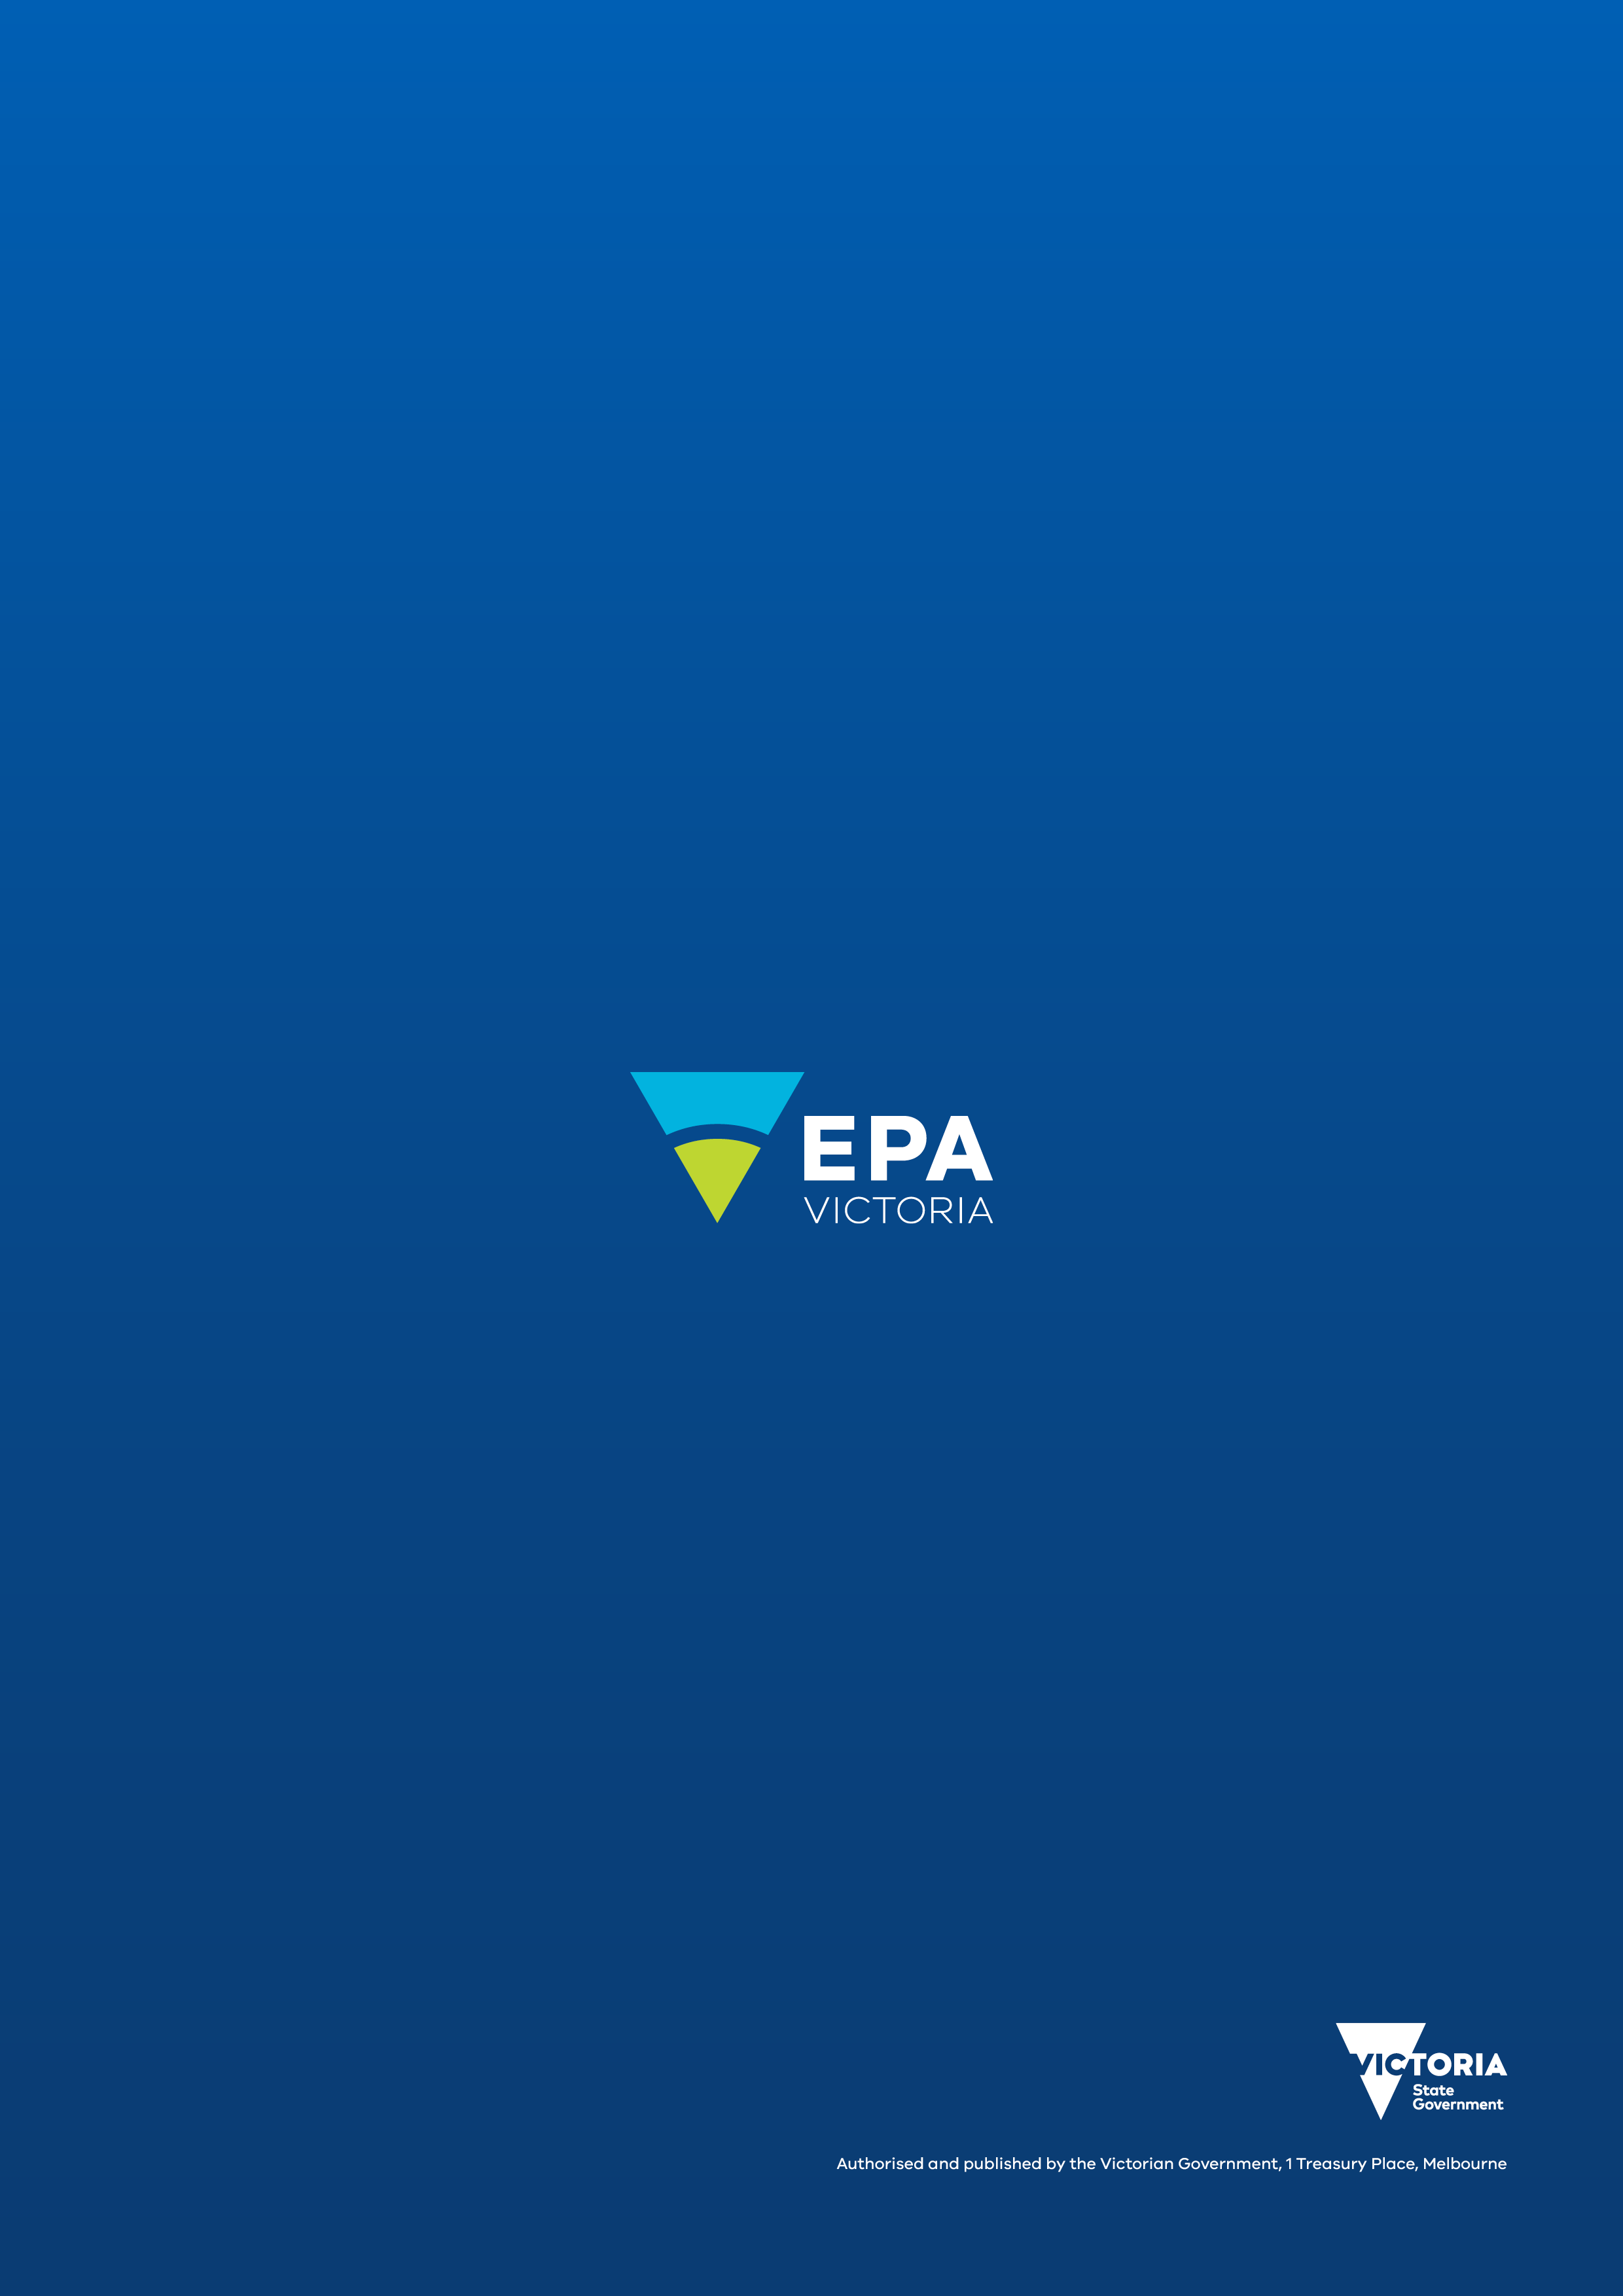 EPA
VICTORIA
VICTORIA
State
Government
Authorised and published by the Victorian Government, 1 Treasury Place, Melbourne